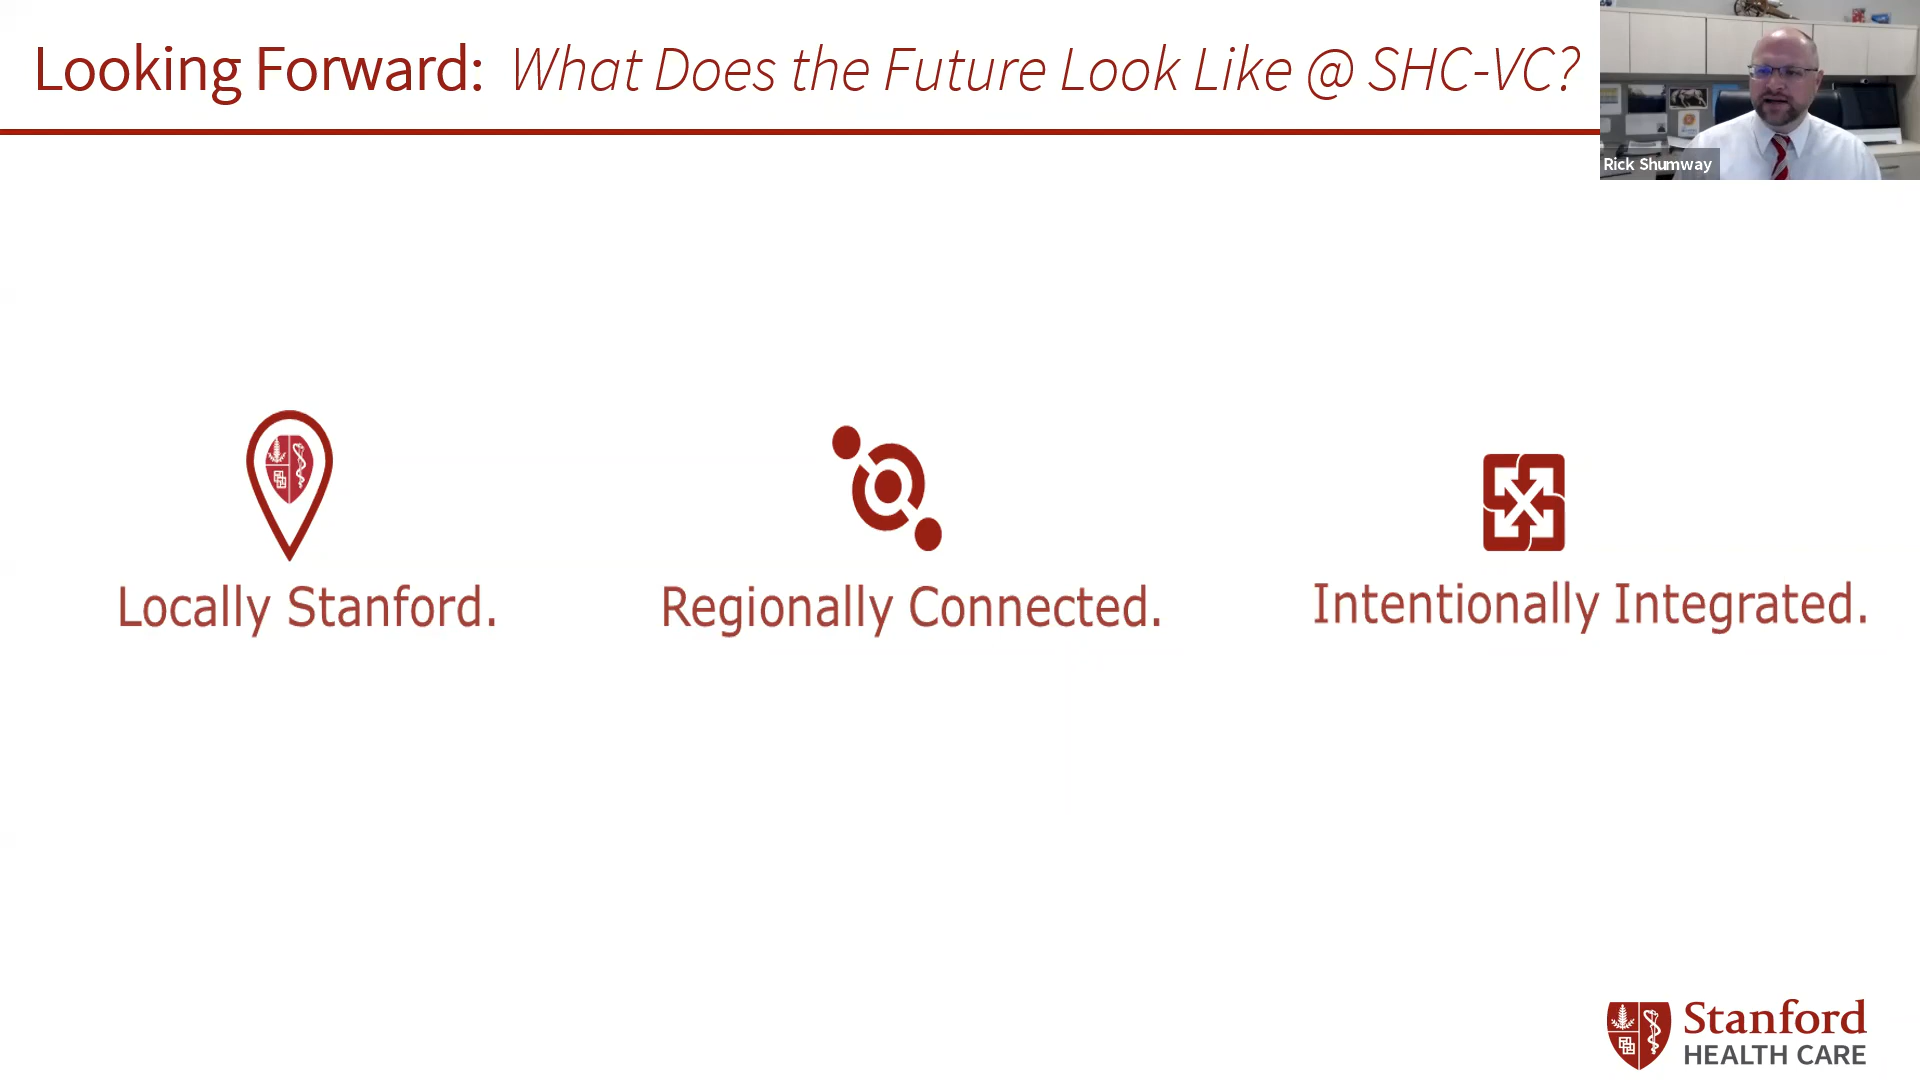 Looking Forward: What Does the Future Look Like @ SHC-VC?
Rick Shumway
Locally Stanford.
Regionally Connected.
Intentionally Integrated.
Stanford
HEALTH CARE